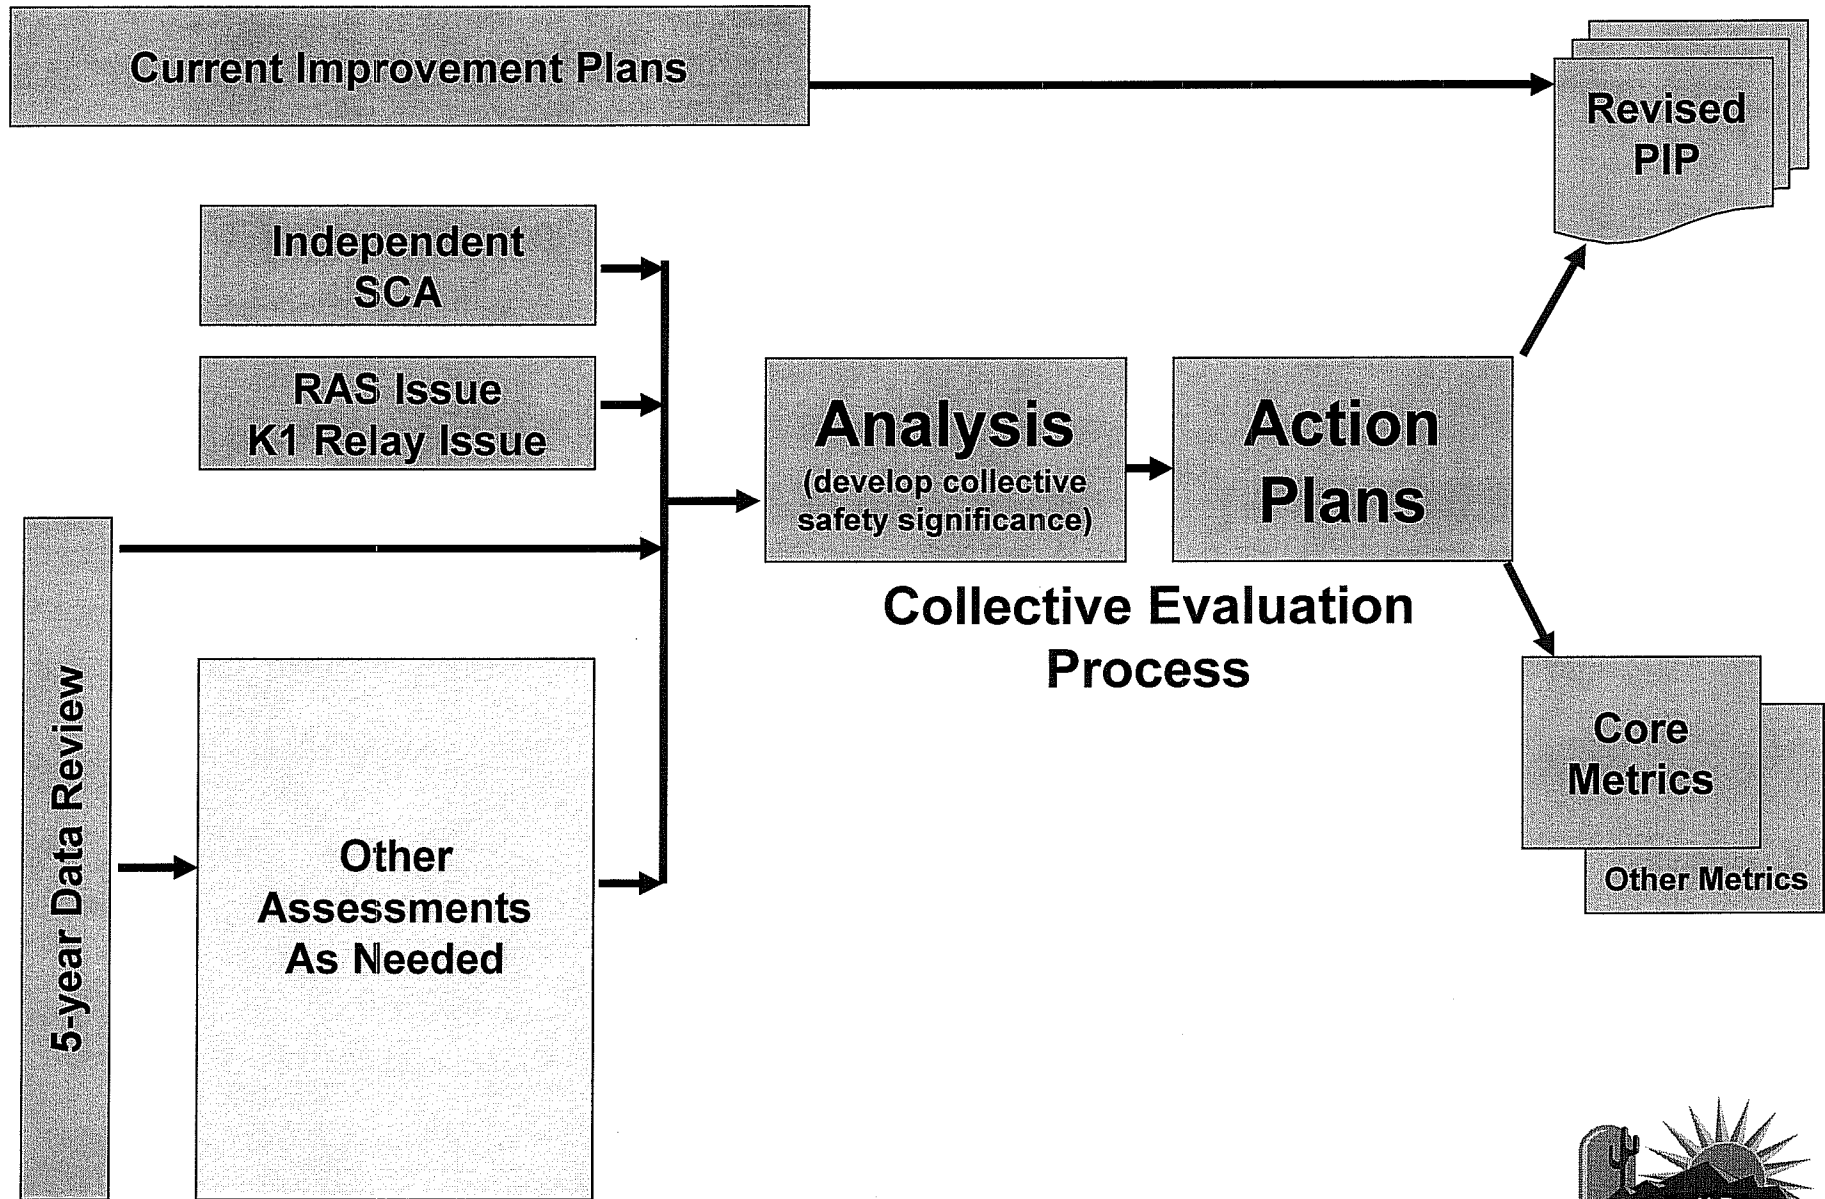 Current Improvement Plans
Revised
PIP
Independent
SCA
RAS Issue
K1 Relay Issue
Analysis
(develop collective
safety significance)
Action
Plans
Collective Evaluation
Process
5-year Data Review
Other
Assessments
As Needed
Core
Metrics
Other Metrics